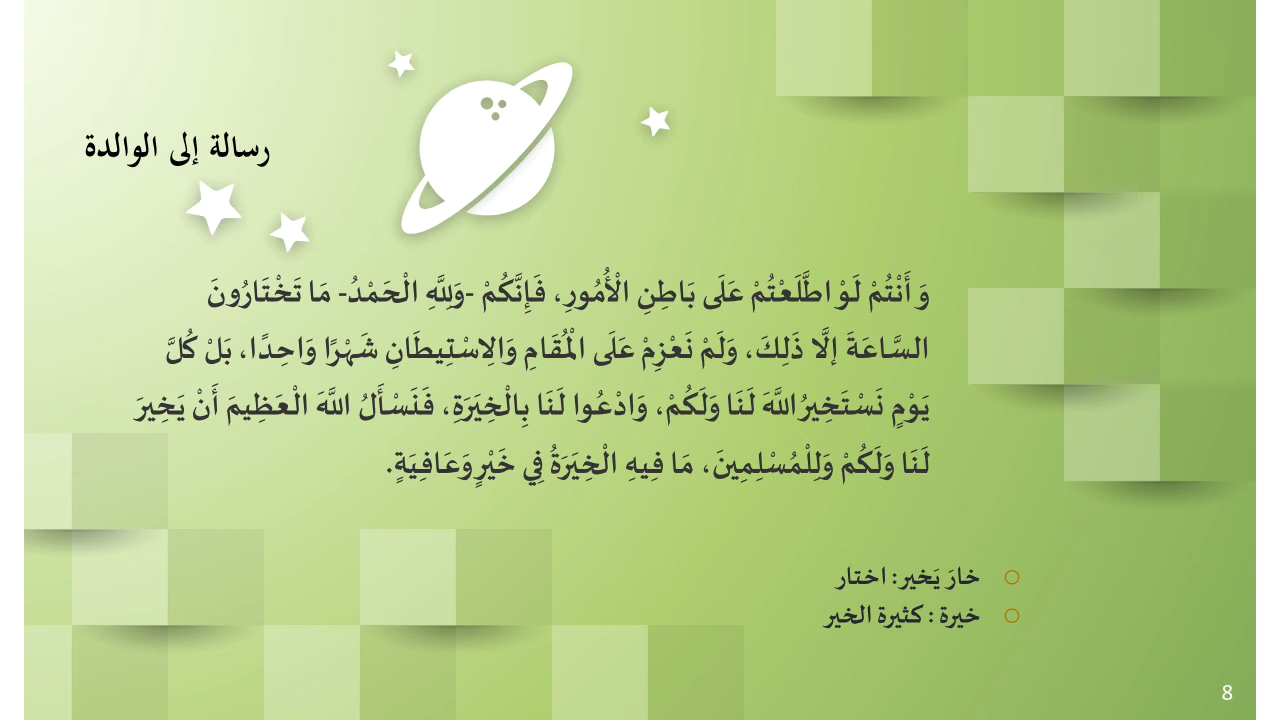 رسالة إلى الوالدة
وَ أَنْتُمْ لَوْ اطَّلَعْتُمْ عَلَى بَاطِنِ الْأُمُورِ، فَإِنَّكُمْ -وَلِلَّهِ الْحَمْدُ- مَا تَخْتَارُونَ
السَّاعَةَ إلَّا ذَلِكَ، وَلَمْ نَعْزِمْ عَلَى الْمُقَامِ وَالِاسْتِيطَانِ شَهْرًا وَاحِدًا، بَلْ كُلَّ
يَوْمٍ نَسْتَخِيرُ اللَّهَ لَنَا وَلَكُمْ، وَادْعُوا لَنَا بِالْخِيَرَةِ، فَنَسْأَلُ اللَّهَ الْعَظِيمَ أَنْ يَخِيرَ
لَنَا وَلَكُمْ وَلِلْمُسْلِمِينَ، مَا فِيهِ الْخِيَرَةُ فِي خَيْرٍ وَعَافِيَةٍ.
خارَ يَخير: اختار
خيرة : كثيرة الخير
8